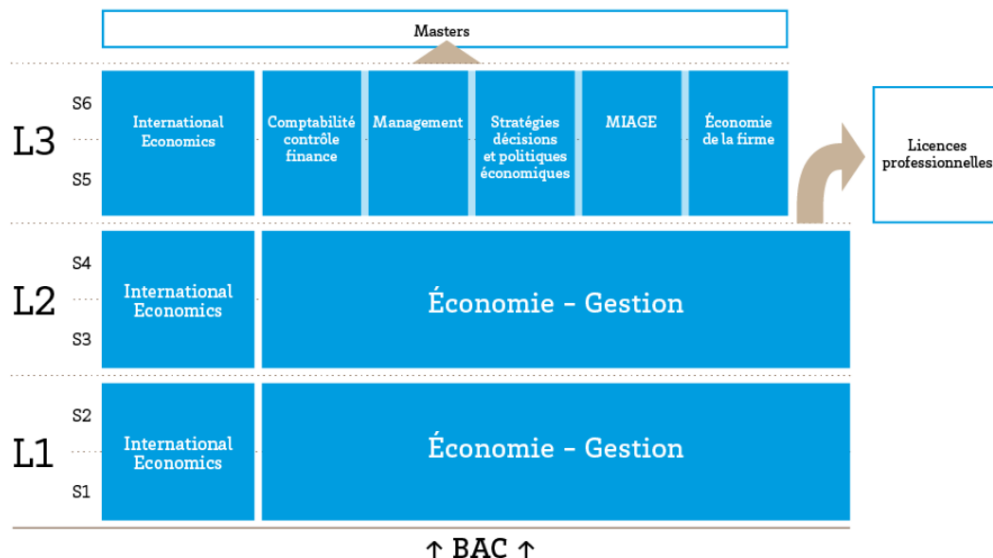 Masters
L3
S6
S5
International
Economics
Comptabilité
contrôle
finance
Management
Stratégies
décisions
et politiques
économiques
MIAGE
Économie
de la firme
Licences
professionnelles
L2
S4
S3
International
Economics
Économie – Gestion
L1
S2
S1
International
Economics
Économie – Gestion
↑ BAC ↑